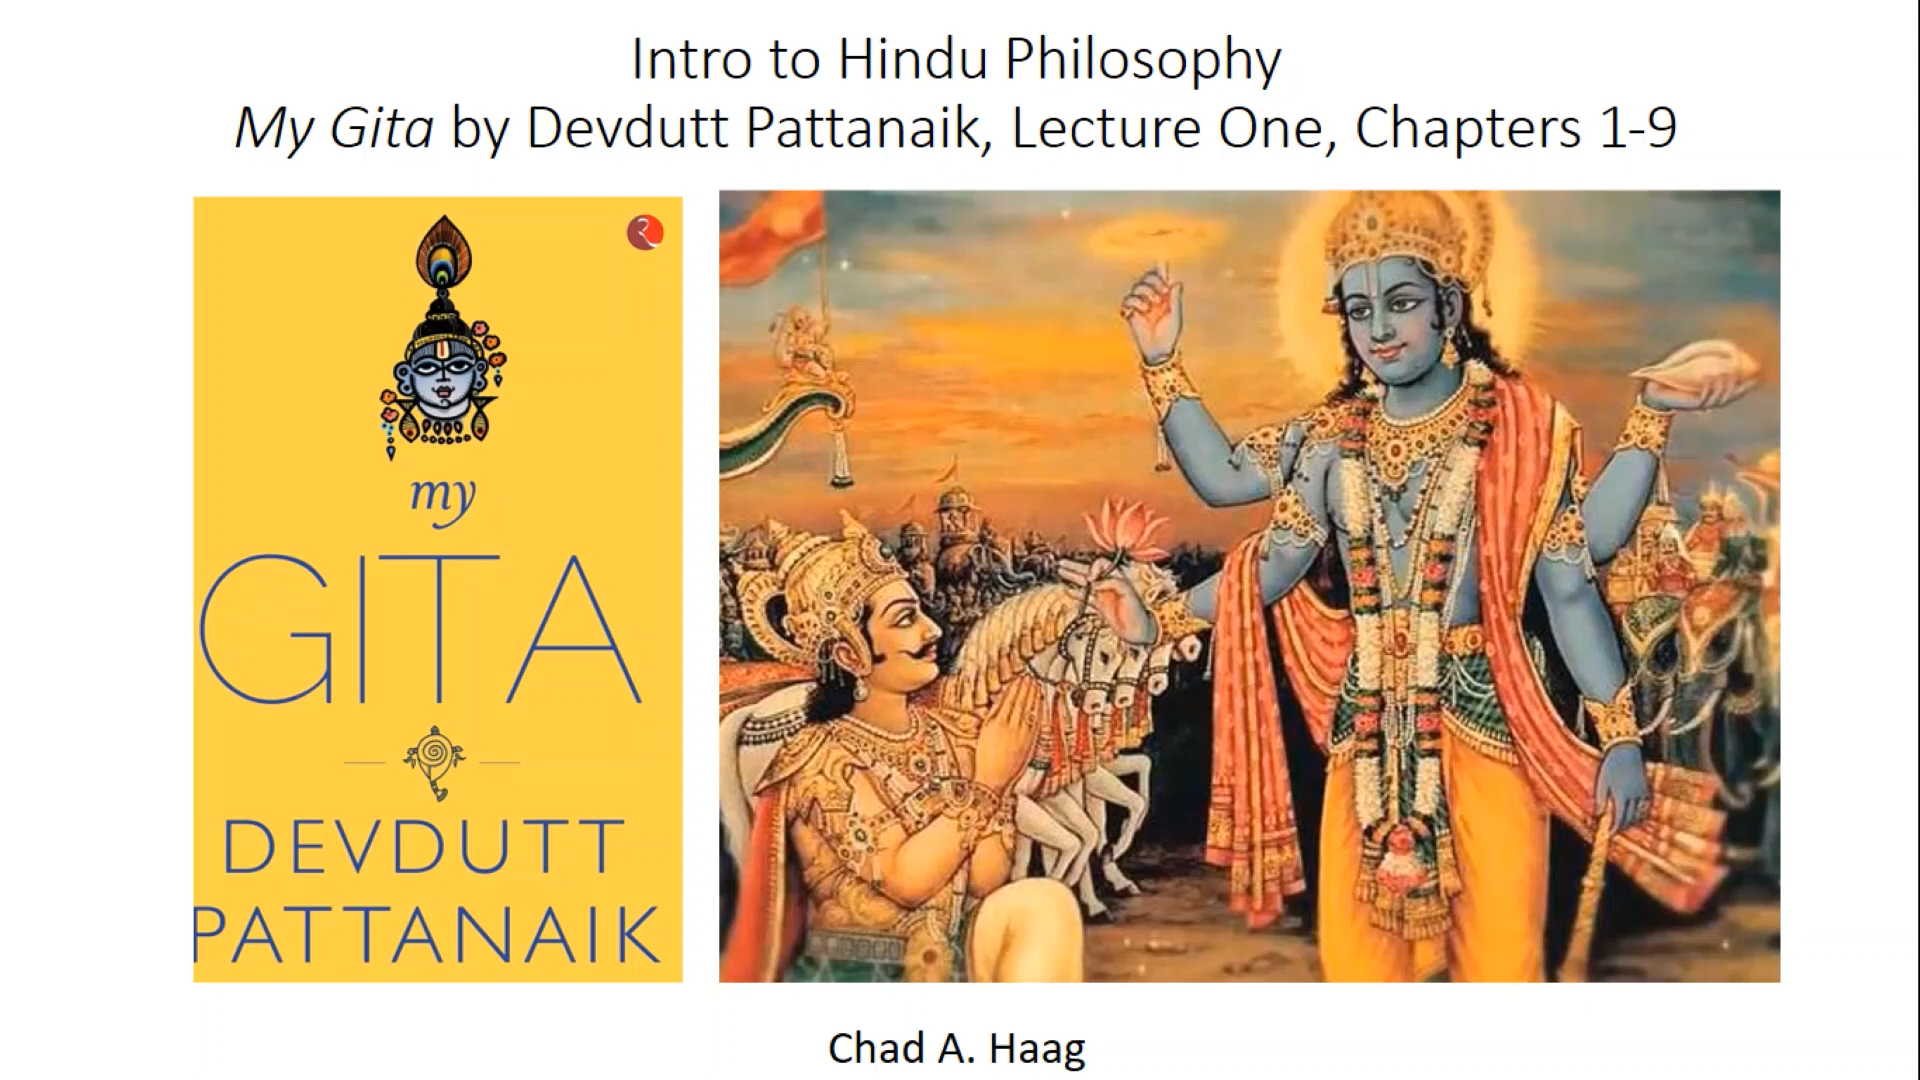 Intro to Hindu Philosophy
My Gita by Devdutt Pattanaik, Lecture One, Chapters 1-9
my
GITA
DEVDUTT
PATTANAIK
Chad A. Haag